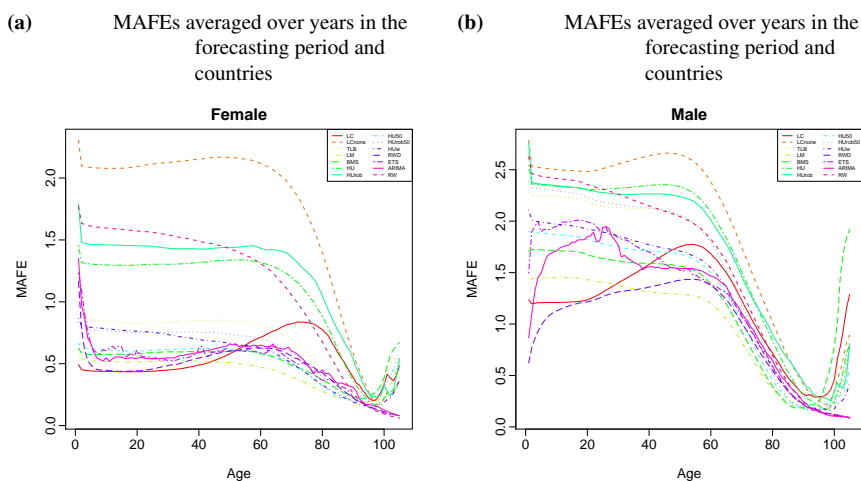 (a) MAFEs averaged over years in the
forecasting period and
countries
(b) MAFEs averaged over years in the
forecasting period and
countries
Female
MAFE
0.0
0.5
1.0
1.5
2.0
0 20 40 60 80 100
Age
LC HU50
LCnone HUrob50
TLB HUw
LM RWD
BMS ETS
HU ARIMA
HUrob RW
Male
MAFE
0.0
0.5
1.0
1.5
2.0
2.5
0 20 40 60 80 100
Age
LC HU50
LCnone HUrob50
TLB HUw
LM RWD
BMS ETS
HU ARIMA
HUrob RW